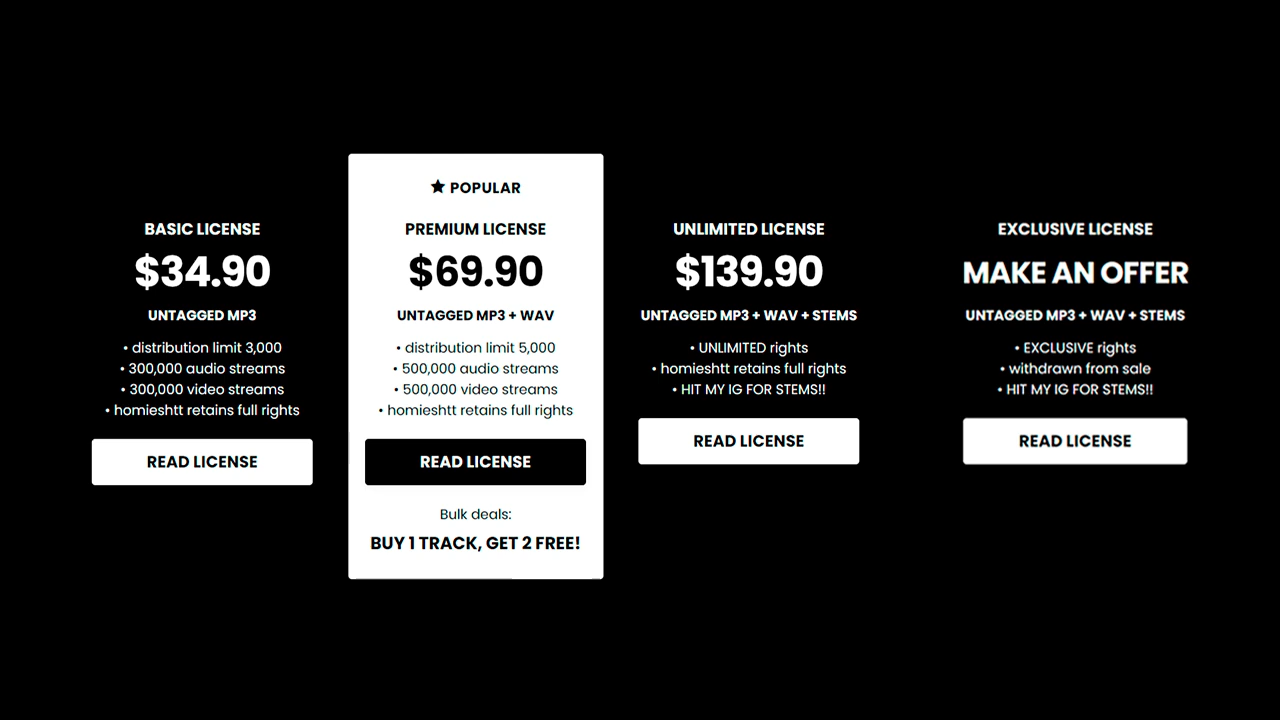 BASIC LICENSE
$34.90
UNTAGGED MP3
• distribution limit 3,000
• 300,000 audio streams
• 300,000 video streams
• homieshtt retains full rights
READ LICENSE
★ POPULAR
PREMIUM LICENSE
$69.90
UNTAGGED MP3 + WAV
• distribution limit 5,000
• 500,000 audio streams
• 500,000 video streams
• homieshtt retains full rights
READ LICENSE
Bulk deals:
BUY 1 TRACK, GET 2 FREE!
UNLIMITED LICENSE
$139.90
UNTAGGED MP3 + WAV + STEMS
• UNLIMITED rights
• homieshtt retains full rights
• HIT MY IG FOR STEMS!!
READ LICENSE
EXCLUSIVE LICENSE
MAKE AN OFFER
UNTAGGED MP3 + WAV + STEMS
• EXCLUSIVE rights
• withdrawn from sale
• HIT MY IG FOR STEMS!!
READ LICENSE